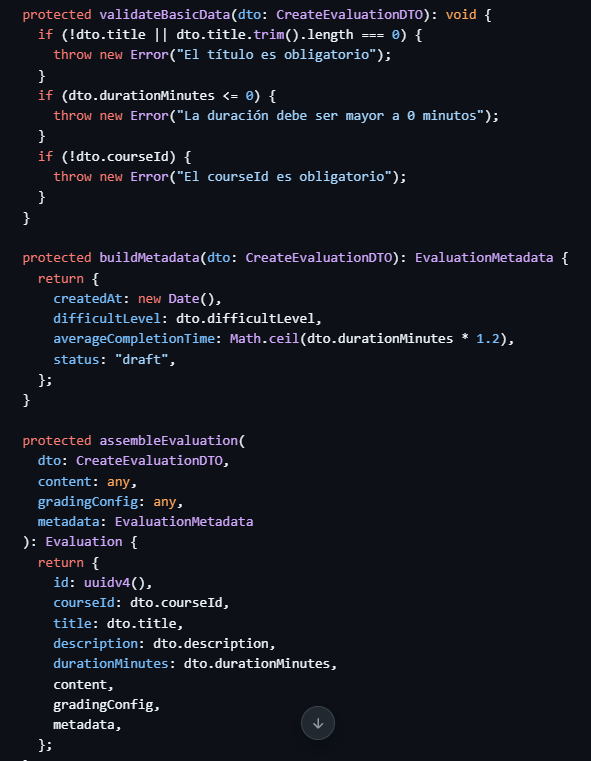 protected validateBasicData(dto: CreateEvaluationDTO): void {
  if (!dto.title || dto.title.trim().length === 0) {
    throw new Error("El título es obligatorio");
  }
  if (dto.durationMinutes <= 0) {
    throw new Error("La duración debe ser mayor a 0 minutos");
  }
  if (!dto.courseId) {
    throw new Error("El courseId es obligatorio");
  }
}

protected buildMetadata(dto: CreateEvaluationDTO): EvaluationMetadata {
  return {
    createdAt: new Date(),
    difficultLevel: dto.difficultLevel,
    averageCompletionTime: Math.ceil(dto.durationMinutes * 1.2),
    status: "draft",
  };
}

protected assembleEvaluation(
  dto: CreateEvaluationDTO,
  content: any,
  gradingConfig: any,
  metadata: EvaluationMetadata
): Evaluation {
  return {
    id: uuidv4(),
    courseId: dto.courseId,
    title: dto.title,
    description: dto.description,
    durationMinutes: dto.durationMinutes,
    content,
    gradingConfig,
    metadata,
  };